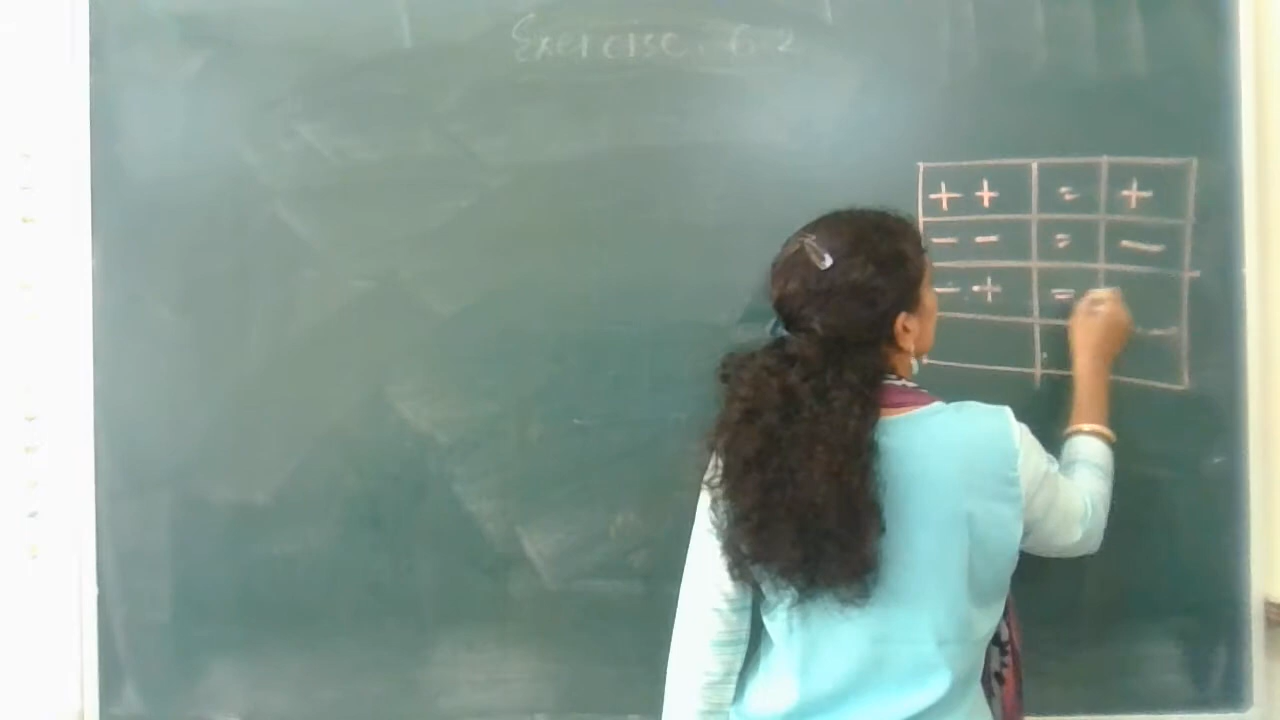 Exercise. 6.2
+ + = +
- - = -
- + =